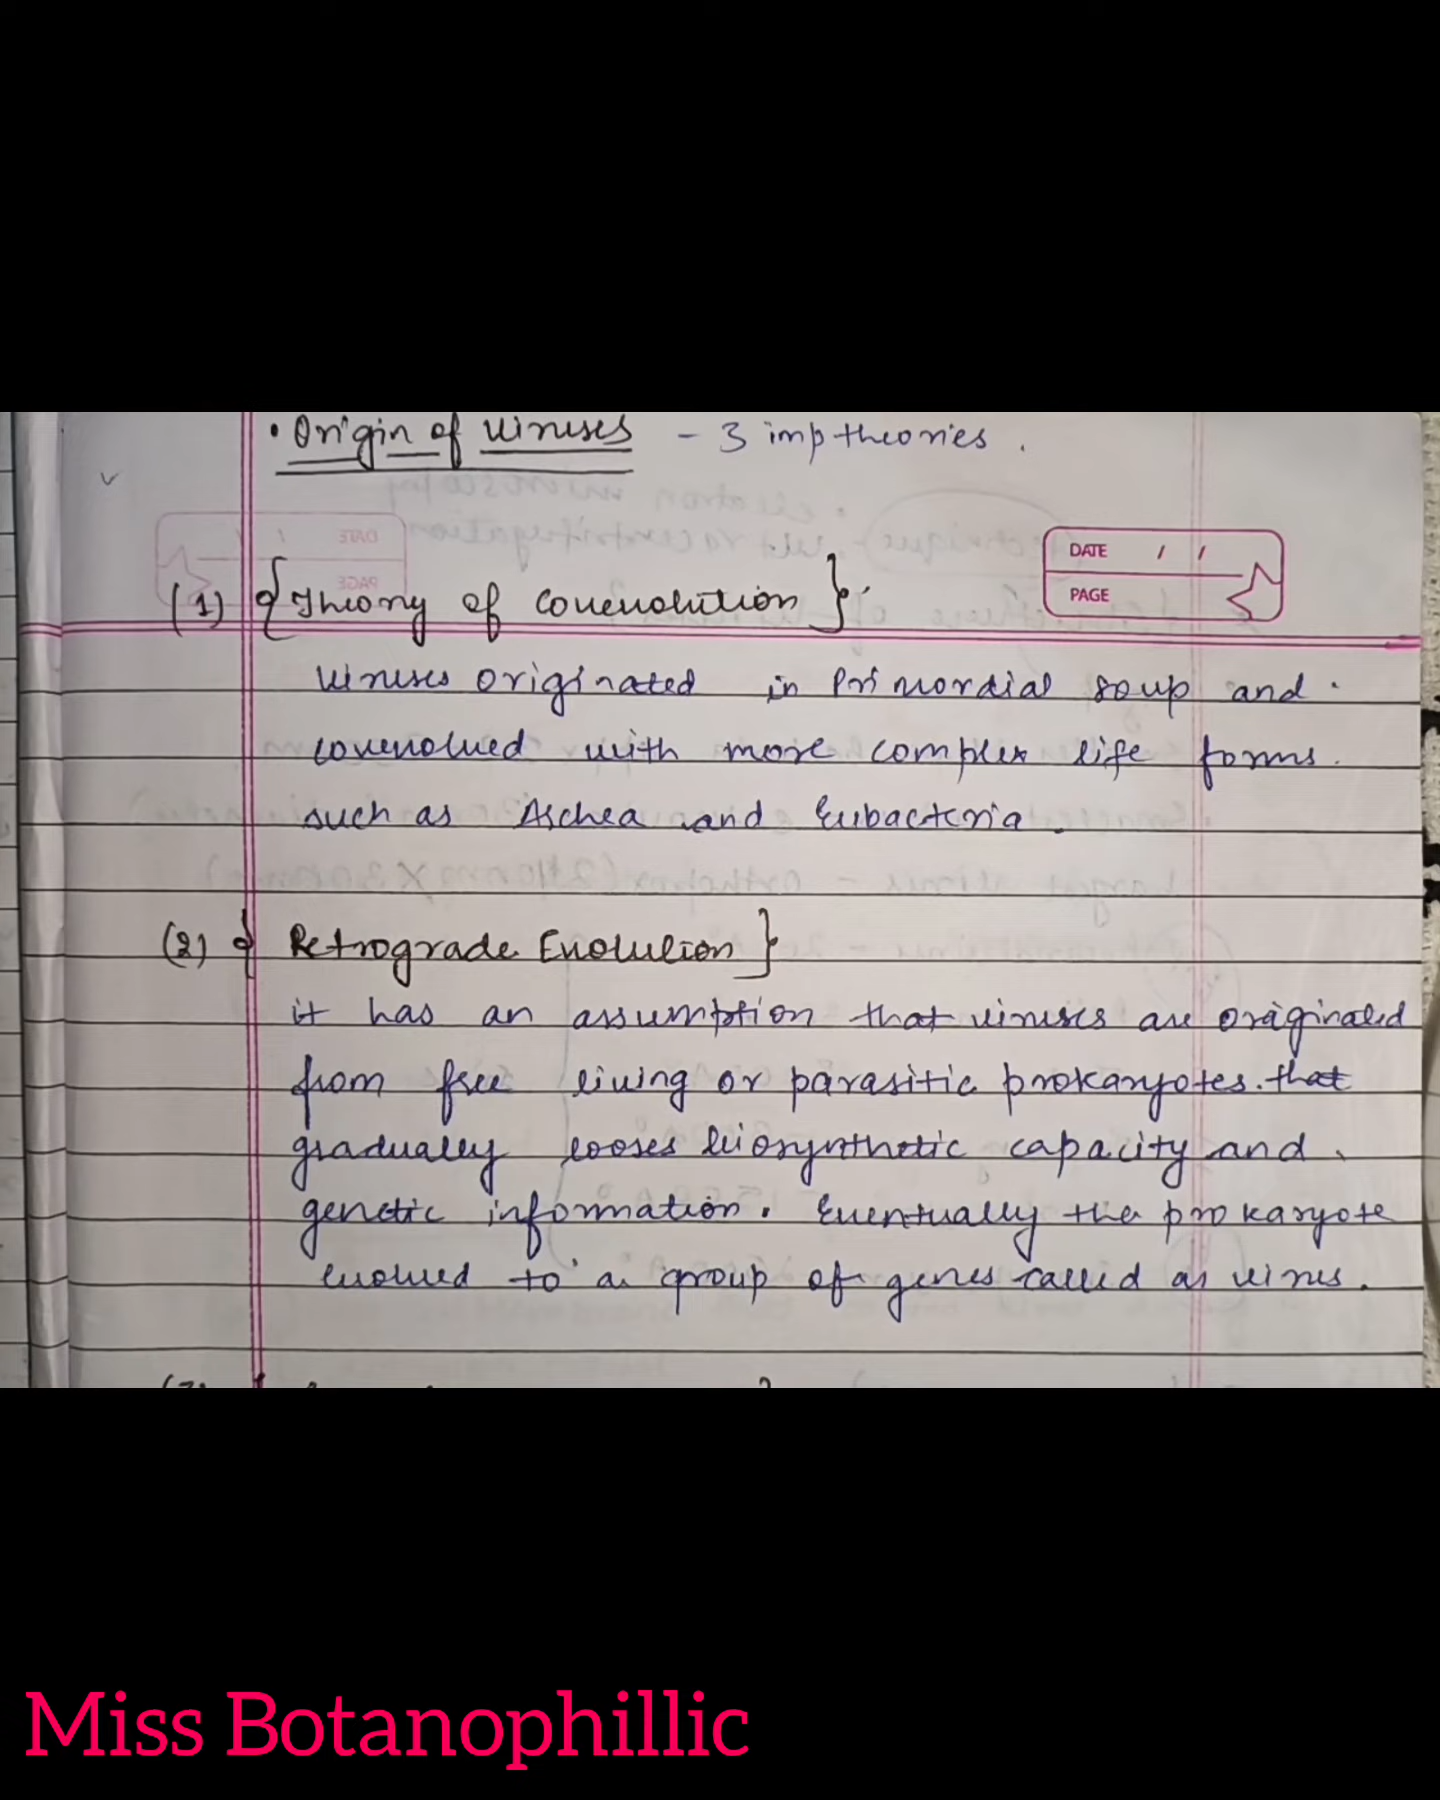 • Origin of viruses - 3 imp theories.
DATE / /
PAGE
(1) {Theory of Coevolution}
viruses originated in Primordial soup and
coevolved with more complex life forms.
such as Archea and Eubacteria.
(2) { Retrograde Evolution}
it has an assumption that viruses are originated
from free living or parasitic prokaryotes. that
gradually looses biosynthetic capacity and
genetic information. Eventually the prokaryote
evolved to a group of genes called as virus.
Miss Botanophillic